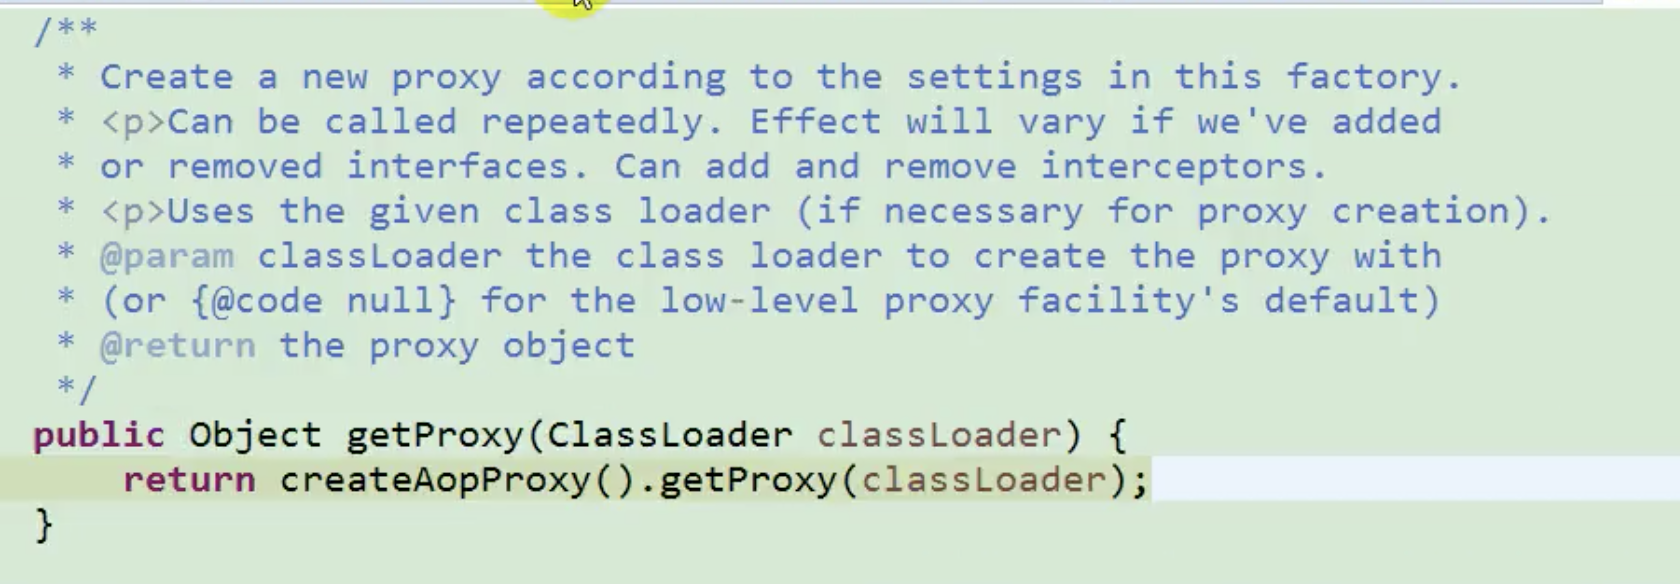 /**
 * Create a new proxy according to the settings in this factory.
 * <p>Can be called repeatedly. Effect will vary if we've added
 * or removed interfaces. Can add and remove interceptors.
 * <p>Uses the given class loader (if necessary for proxy creation).
 * @param classLoader the class loader to create the proxy with
 * (or {@code null} for the low-level proxy facility's default)
 * @return the proxy object
 */
public Object getProxy(ClassLoader classLoader) {
    return createAopProxy().getProxy(classLoader);
}